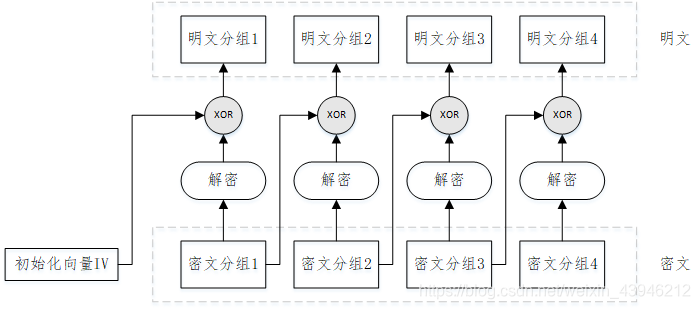 明文分组1 明文分组2 明文分组3 明文分组4 明文
XOR XOR XOR XOR
解密 解密 解密 解密
初始化向量IV 密文分组1 密文分组2 密文分组3 密文分组4 密文
https://blog.csdn.net/weixin_43946212